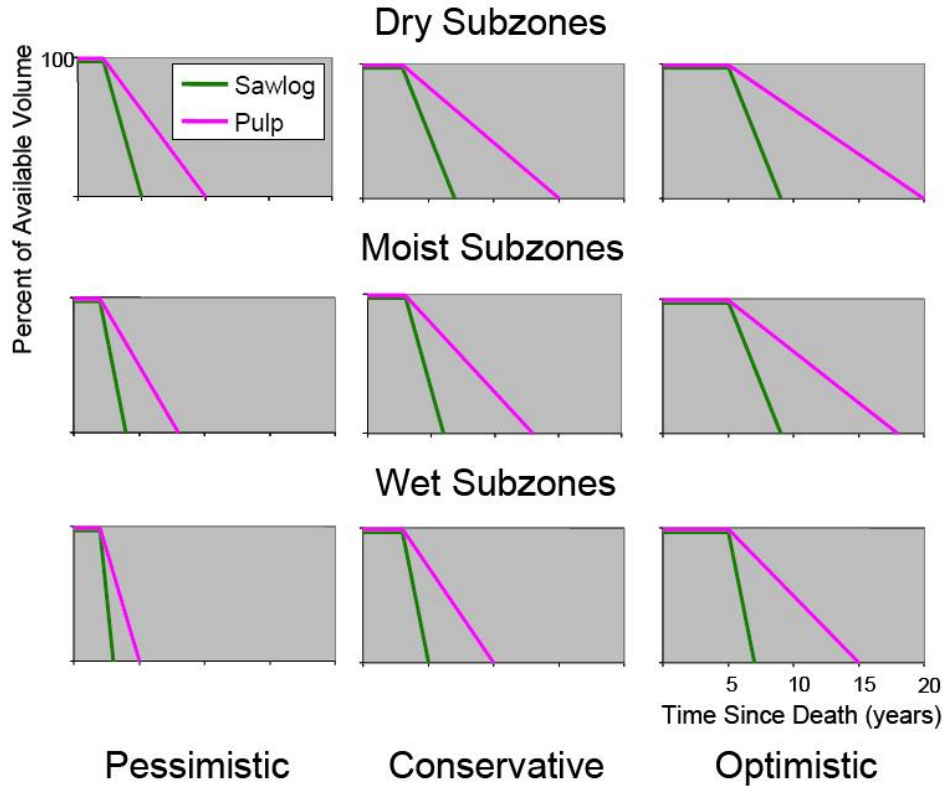 Dry Subzones
100
Sawlog
Pulp
Percent of Available Volume
Moist Subzones
Wet Subzones
5 10 15 20
Time Since Death (years)
Pessimistic Conservative Optimistic